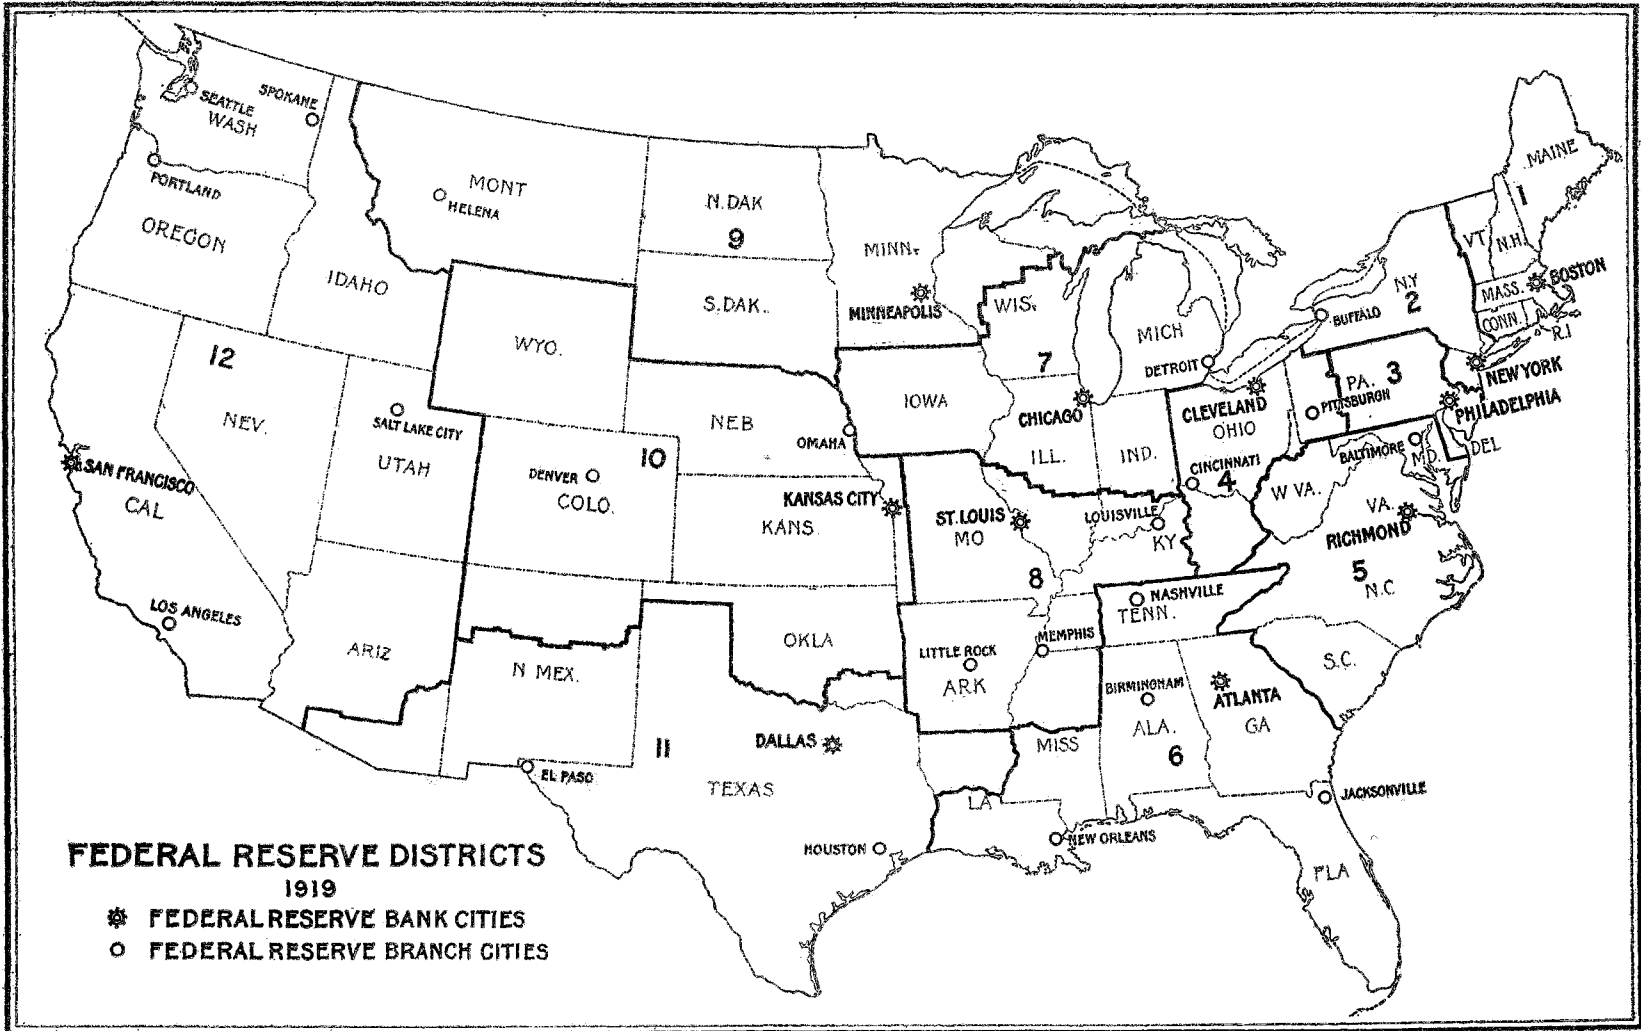 SEATTLE
WASH
SPOKANE
PORTLAND
OREGON
IDAHO
MONT
HELENA
N.DAK
9
S.DAK.
MINN.
MINNEAPOLIS
WYO.
12
NEV.
SALT LAKE CITY
UTAH
SAN FRANCISCO
CAL
LOS ANGELES
ARIZ
DENVER
COLO.
10
NEB
OMAHA
KANSAS CITY
KANS
IOWA
WIS.
7
CHICAGO
ILL.
IND.
MICH
DETROIT
CLEVELAND
OHIO
CINCINNATI
4
PA.
3
PITTSBURGH
BUFFALO
N.Y
2
VT
N.H.
MAINE
1
MASS.
BOSTON
CONN.
R.I
NEW YORK
PHILADELPHIA
BALTIMORE
MD.
DEL
W VA.
VA.
RICHMOND
5
N.C
S.C.
ST. LOUIS
MO
LOUISVILLE
KY
8
NASHVILLE
TENN.
MEMPHIS
LITTLE ROCK
ARK
OKLA
N MEX.
EL PASO
11
DALLAS
TEXAS
HOUSTON
LA
MISS
NEW ORLEANS
BIRMINGHAM
ALA.
6
ATLANTA
GA
JACKSONVILLE
FLA
FEDERAL RESERVE DISTRICTS
1919
FEDERAL RESERVE BANK CITIES
FEDERAL RESERVE BRANCH CITIES